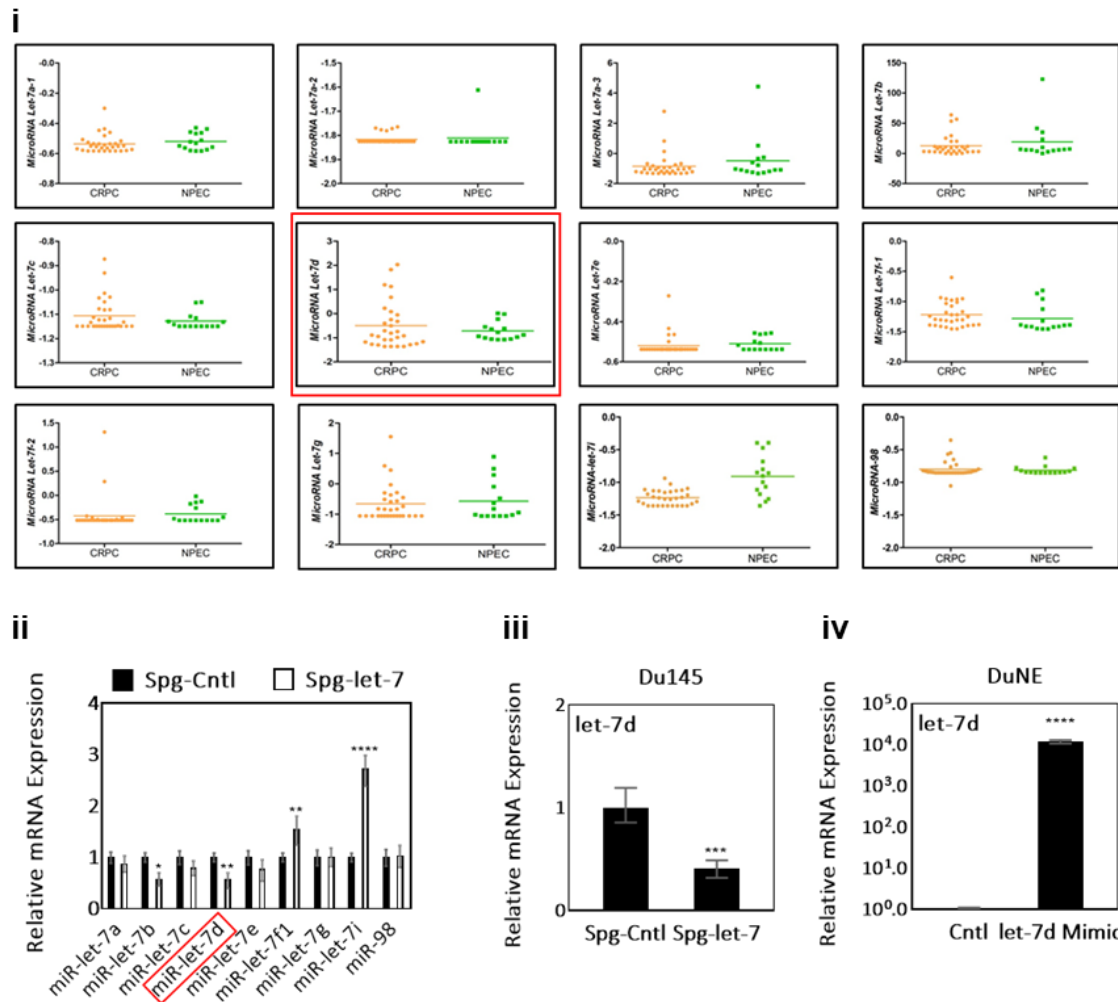 i
MicroRNA Let-7a-1
-0.0
-0.2
-0.4
-0.6
-0.8
CRPC NPEC
MicroRNA Let-7a-2
-1.5
-1.6
-1.7
-1.8
-1.9
-2.0
CRPC NPEC
MicroRNA Let-7a-3
6
4
2
0
-2
CRPC NPEC
MicroRNA Let-7b
150
100
50
0
-50
CRPC NPEC
MicroRNA Let-7c
-0.8
-0.9
-1.0
-1.1
-1.2
-1.3
CRPC NPEC
MicroRNA Let-7d
3
2
1
0
-1
-2
CRPC NPEC
MicroRNA Let-7e
-0.0
-0.2
-0.4
-0.6
CRPC NPEC
MicroRNA Let-7f-1
0.0
-0.5
-1.0
-1.5
-2.0
CRPC NPEC
MicroRNA Let-7f-2
1.5
1.0
0.5
-0.0
-0.5
-1.0
CRPC NPEC
MicroRNA Let-7g
2
1
0
-1
-2
CRPC NPEC
MicroRNA-let-7i
0.0
-0.5
-1.0
-1.5
-2.0
CRPC NPEC
MicroRNA-98
0.0
-0.5
-1.0
-1.5
-2.0
CRPC NPEC
ii
Spg-Cntl Spg-let-7
Relative mRNA Expression
4
3
2
1
0
* ** ** ****
miR-let-7a
miR-let-7b
miR-let-7c
miR-let-7d
miR-let-7e
miR-let-7f1
miR-let-7g
miR-let-7i
miR-98
iii
Du145
Relative mRNA Expression
let-7d
2
1
0
***
Spg-Cntl Spg-let-7
iv
DuNE
Relative mRNA Expression
let-7d
10^5.0
10^4.0
10^3.0
10^2.0
10^1.0
10^0.0
****
Cntl let-7d Mimic